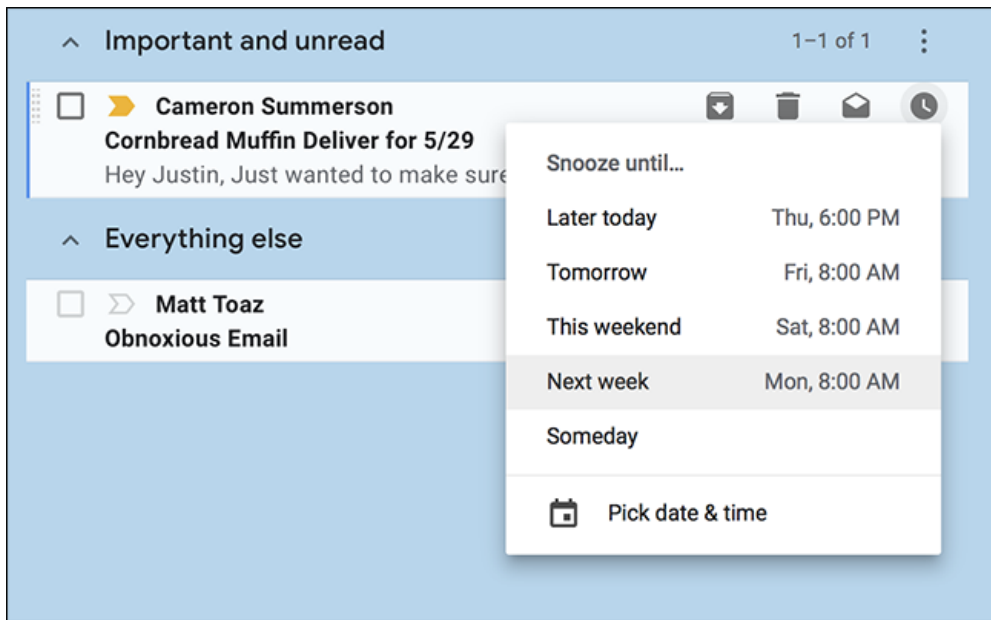 Important and unread 1–1 of 1
Cameron Summerson
Cornbread Muffin Deliver for 5/29
Hey Justin, Just wanted to make sure
Snooze until...
Later today Thu, 6:00 PM
Everything else
Tomorrow Fri, 8:00 AM
Matt Toaz
This weekend Sat, 8:00 AM
Obnoxious Email
Next week Mon, 8:00 AM
Someday
Pick date & time